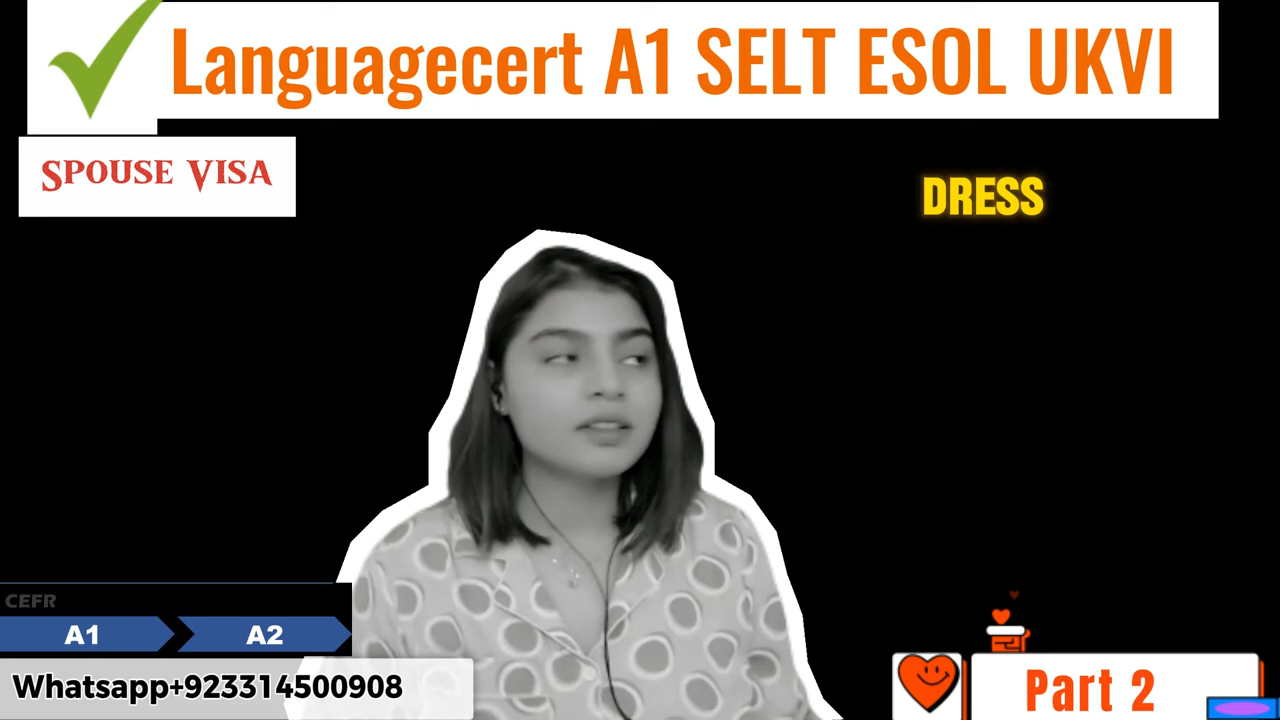 Languagecert A1 SELT ESOL UKVI
SPOUSE VISA
DRESS
CEFR
A1 A2
Whatsapp+923314500908
Part 2